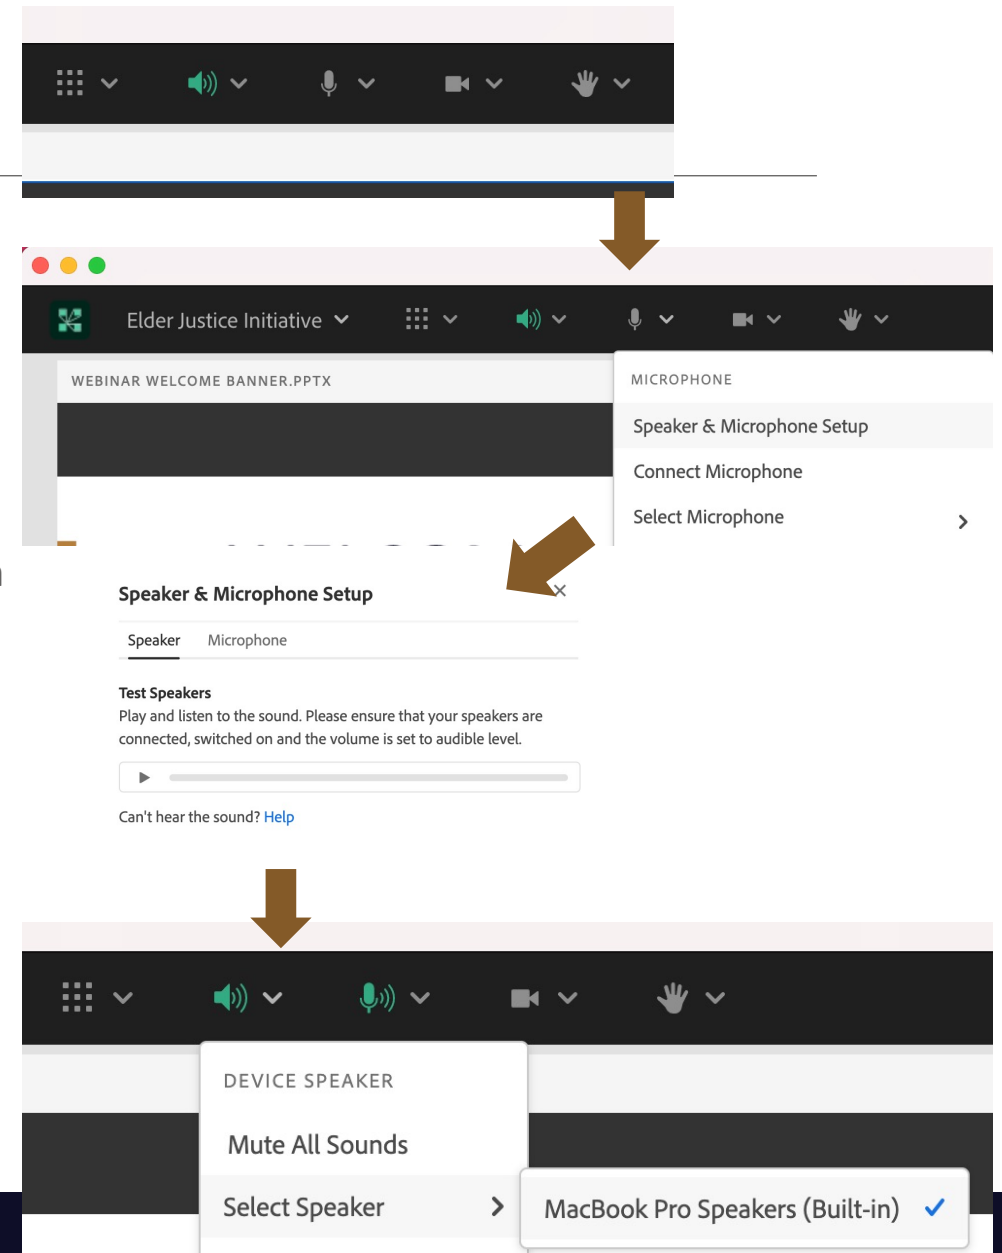 Elder Justice Initiative
WEBINAR WELCOME BANNER.PPTX
MICROPHONE
Speaker & Microphone Setup
Connect Microphone
Select Microphone
Speaker & Microphone Setup
Speaker Microphone
Test Speakers
Play and listen to the sound. Please ensure that your speakers are
connected, switched on and the volume is set to audible level.
Can't hear the sound? Help
DEVICE SPEAKER
Mute All Sounds
Select Speaker
MacBook Pro Speakers (Built-in)